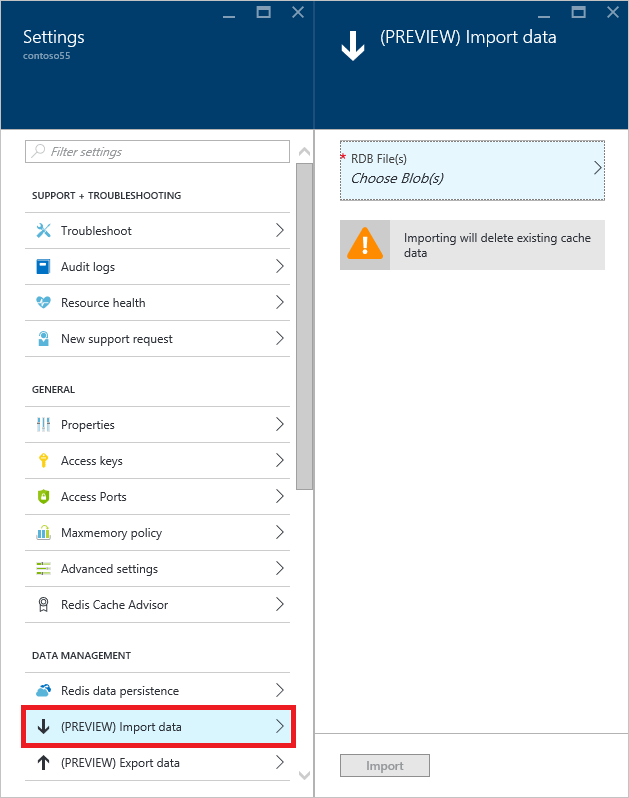 Settings
contoso55
Filter settings
SUPPORT + TROUBLESHOOTING
Troubleshoot
Audit logs
Resource health
New support request
GENERAL
Properties
Access keys
Access Ports
Maxmemory policy
Advanced settings
Redis Cache Advisor
DATA MANAGEMENT
Redis data persistence
(PREVIEW) Import data
(PREVIEW) Export data
(PREVIEW) Import data
* RDB File(s)
Choose Blob(s)
Importing will delete existing cache
data
Import